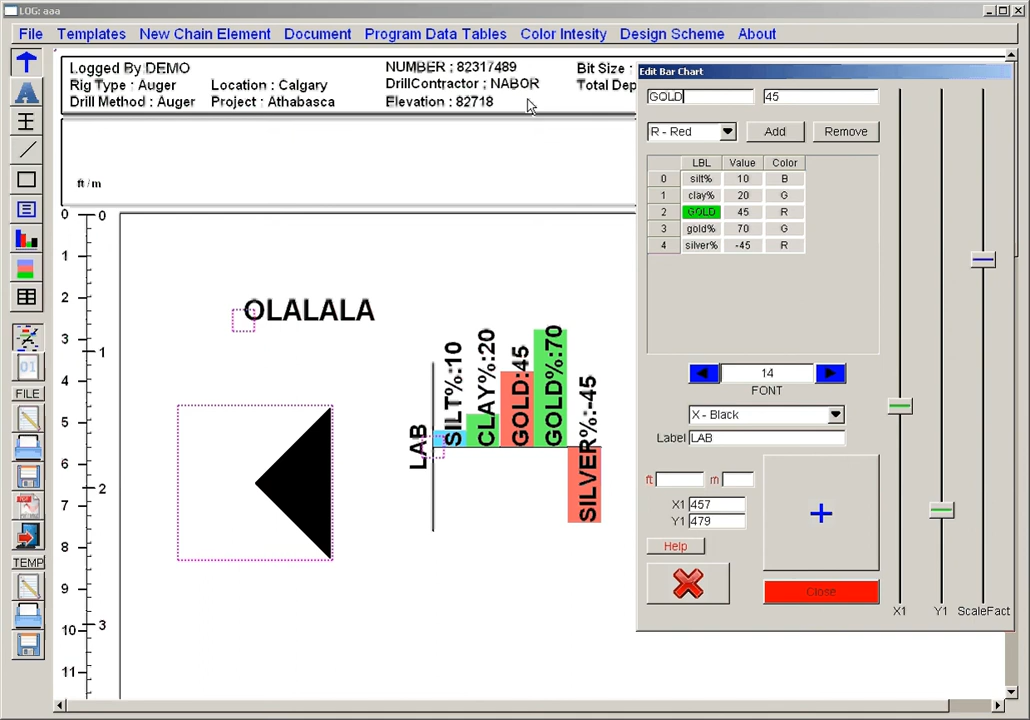 LOG: aaa
File Templates New Chain Element Document Program Data Tables Color Intesity Design Scheme About
Logged By:DEMO NUMBER ; 82317489 Bit Size :
Rig Type : Auger Location : Calgary DrillContractor ; NABOR Total Dep
Drill Method : Auger Project : Athabasca Elevation : 82718
ft / m
0 0
1
2
3 1
4
5
6 2
7
8
9
10 3
11
OLALALA
LAB
SILT%:10
CLAY%:20
GOLD:45
GOLD%:70
SILVER%:-45
A
01
FILE
TEMP
Edit Bar Chart
GOLD 45
R - Red Add Remove
LBL Value Color
0 silt% 10 B
1 clay% 20 G
2 GOLD 45 R
3 gold% 70 G
4 silver% -45 R
14
FONT
X - Black
Label LAB
ft m
X1 457
Y1 479
Help
Close
X1 Y1 ScaleFact